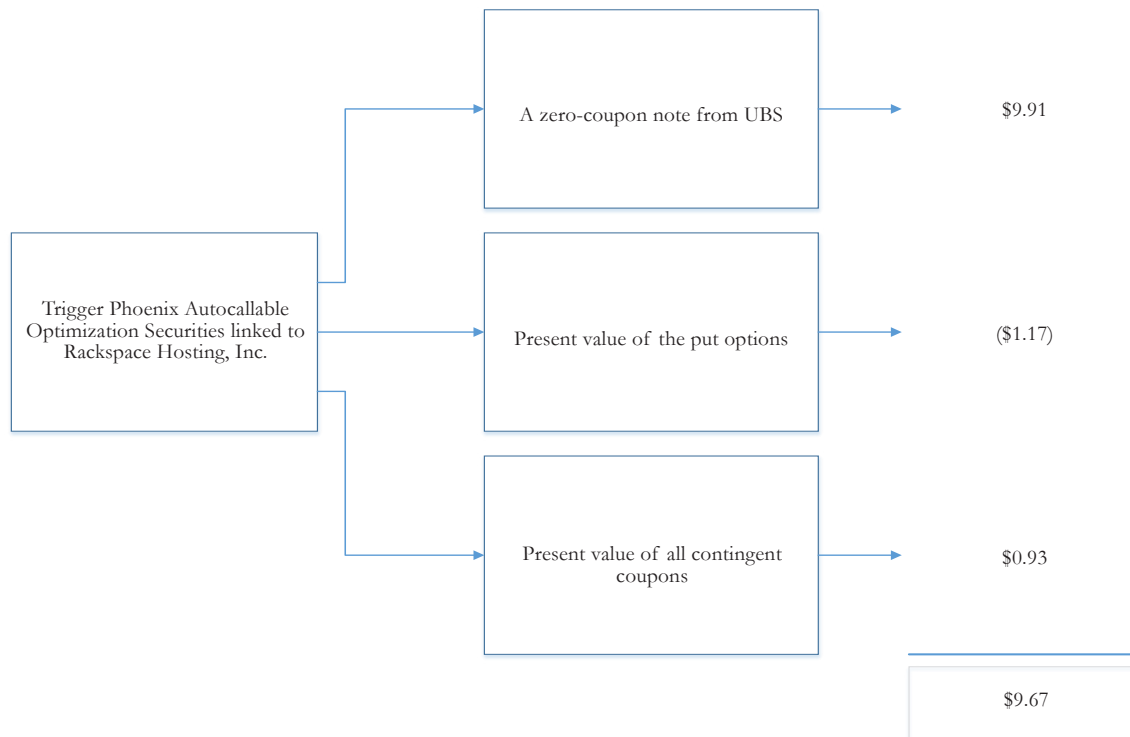 A zero-coupon note from UBS
$9.91
Trigger Phoenix Autocallable
Optimization Securities linked to
Rackspace Hosting, Inc.
Present value of the put options
($1.17)
Present value of all contingent
coupons
$0.93
$9.67